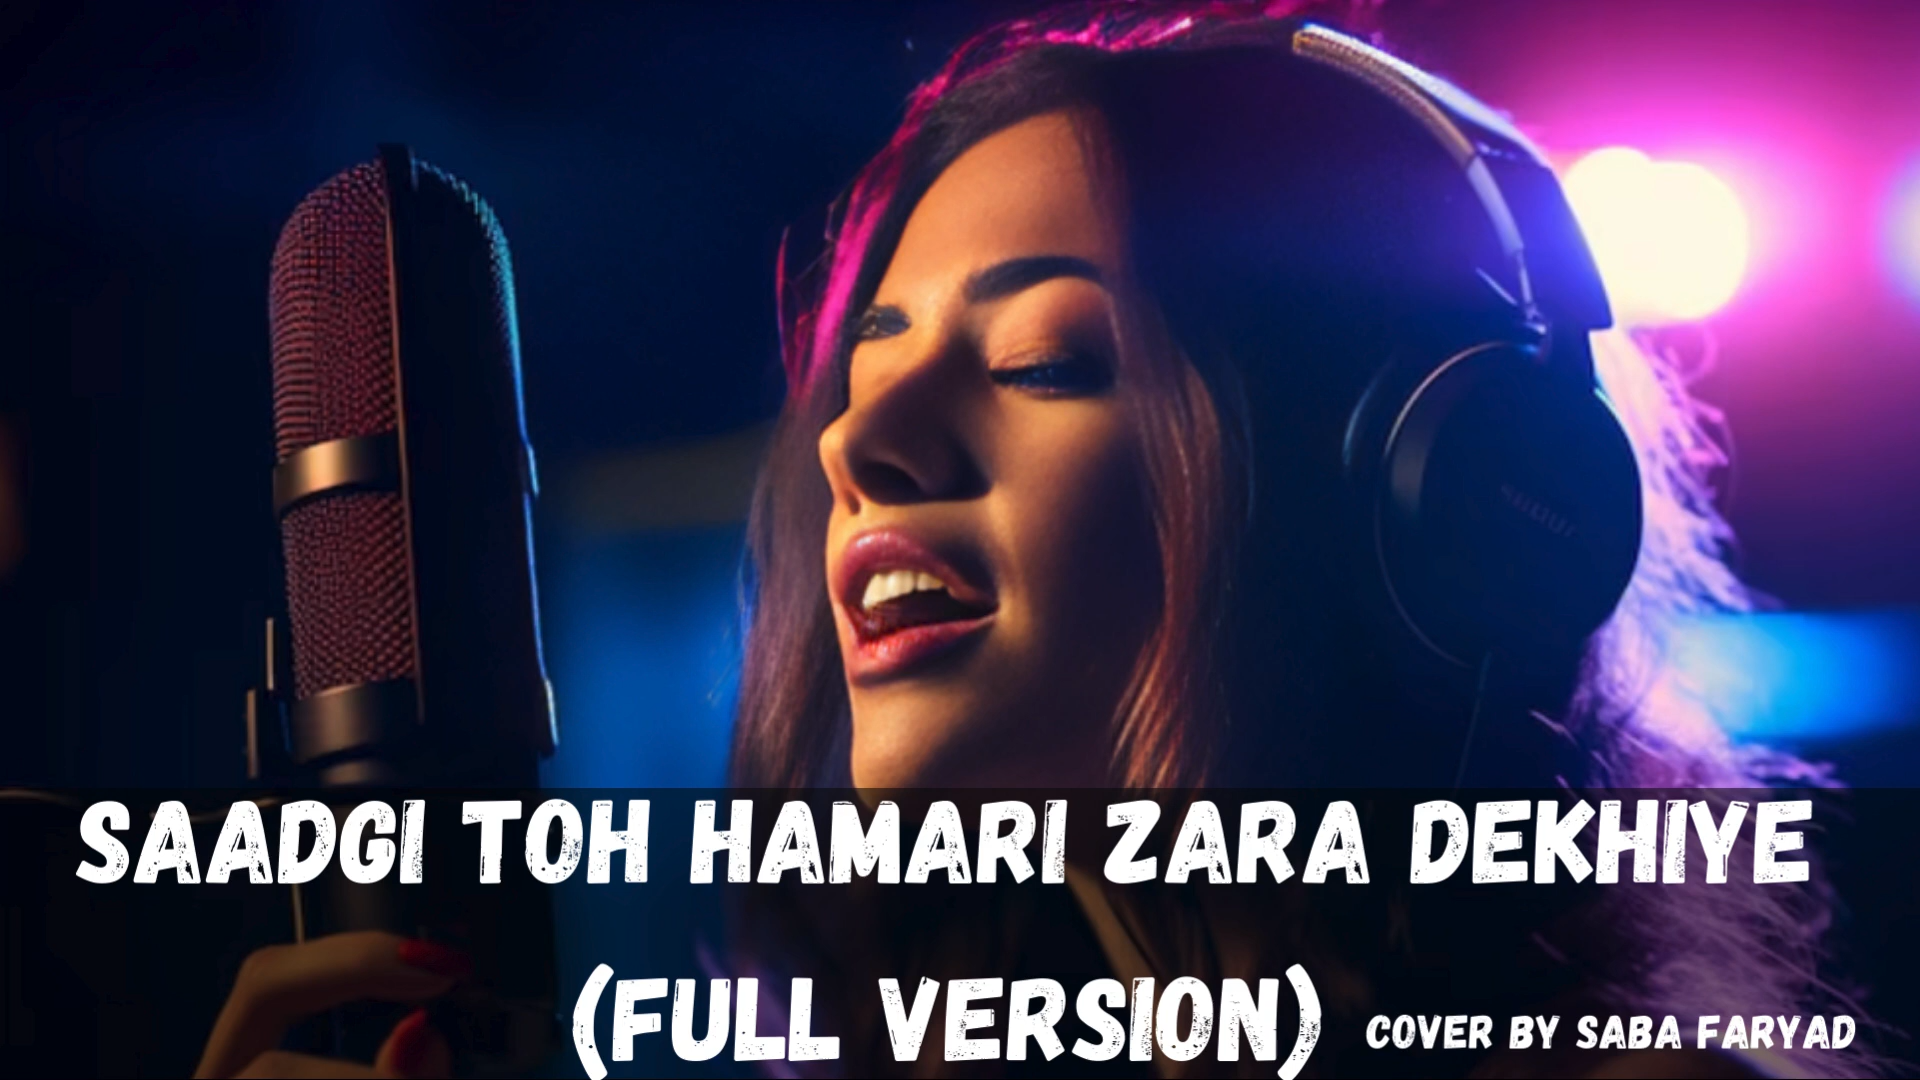 SAADGI TOH HAMARI ZARA DEKHIYE
(FULL VERSION)
COVER BY SABA FARYAD